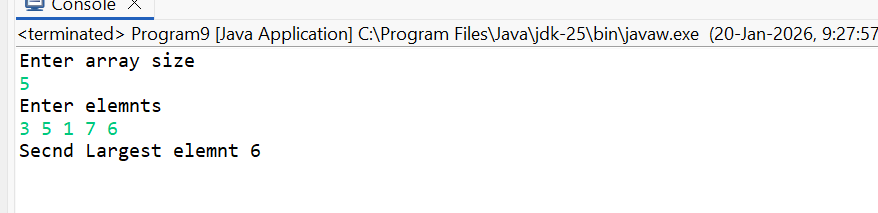 Console
<terminated> Program9 [Java Application] C:\Program Files\Java\jdk-25\bin\javaw.exe (20-Jan-2026, 9:27:57
Enter array size
5
Enter elemnts
3 5 1 7 6
Secnd Largest elemnt 6